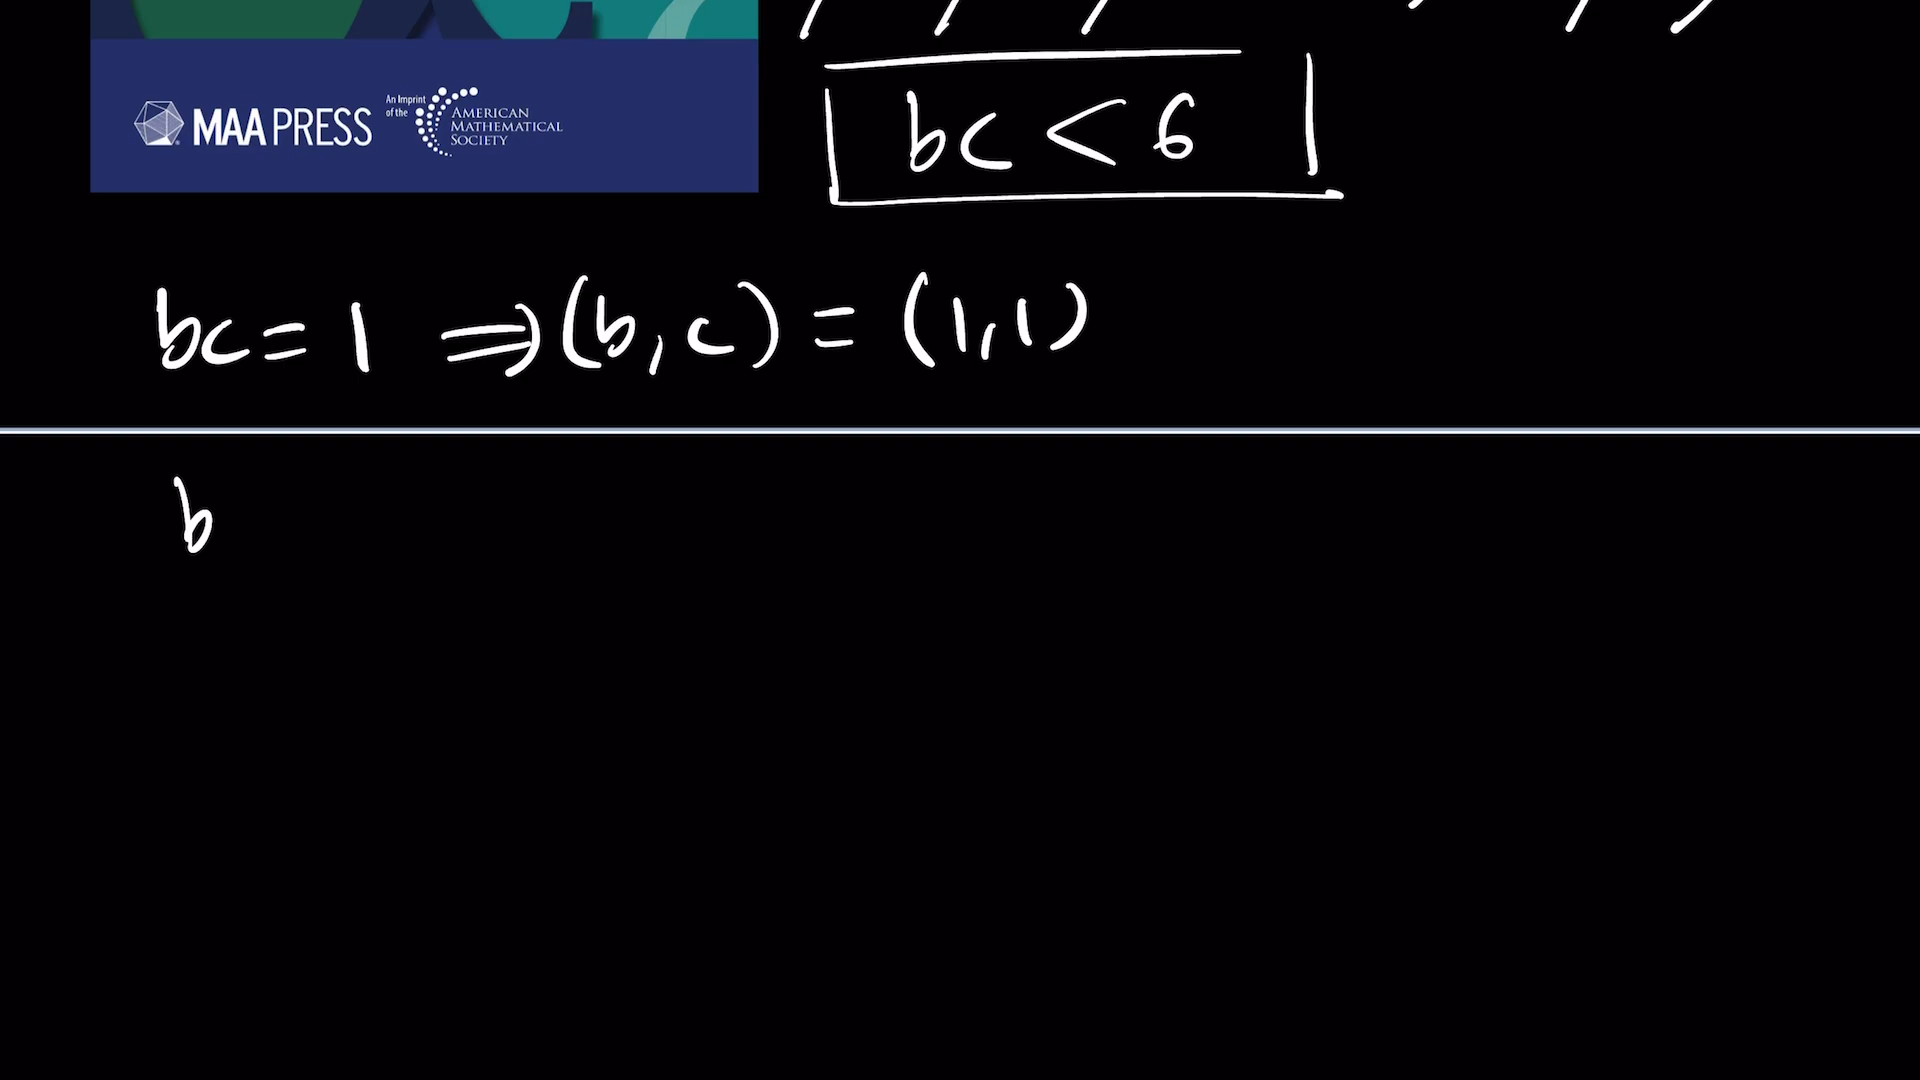 An Imprint
of the
MAA PRESS
AMERICAN
MATHEMATICAL
SOCIETY
bc < 6
bc = 1 ⇒ (b, c) = (1, 1)
b